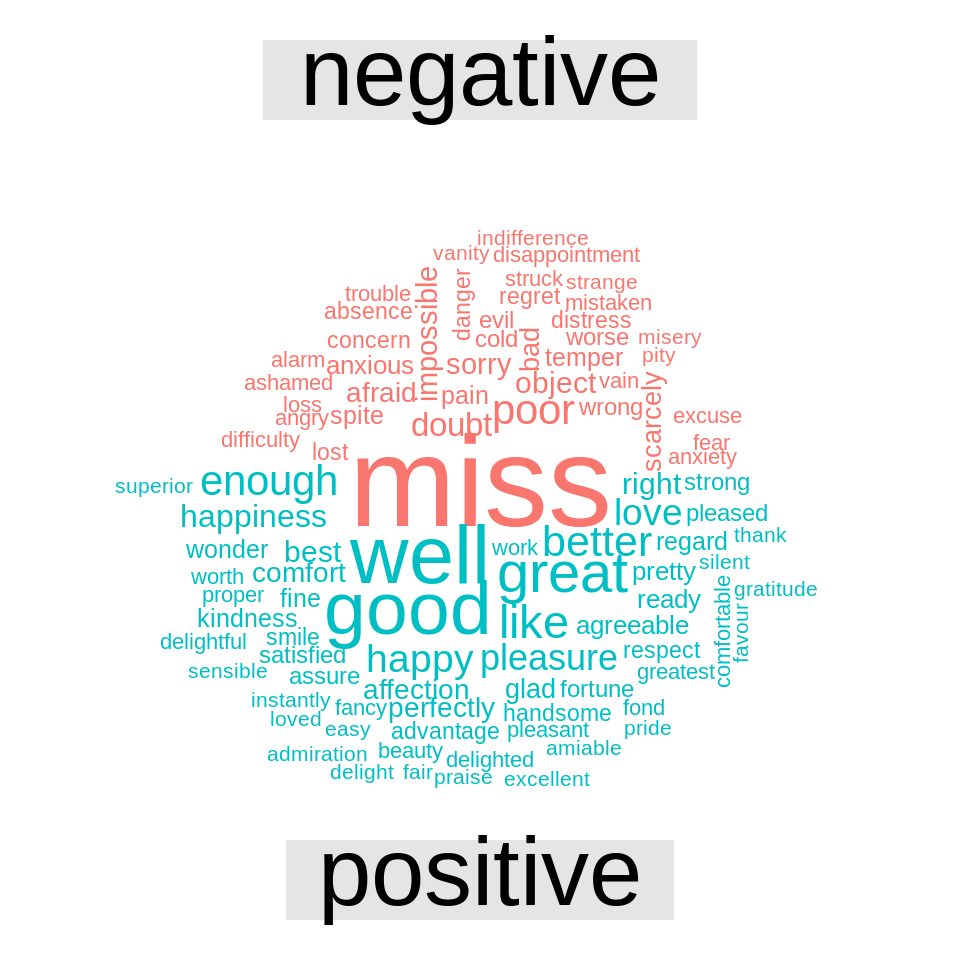 negative
indifference
vanity disappointment
struck strange
trouble impossible danger regret mistaken
absence evil distress
concern cold bad worse misery
alarm anxious sorry temper pity
ashamed afraid pain object vain scarcely
loss spite poor wrong excuse
angry doubt
difficulty lost fear
anxiety
miss
superior enough right strong
happiness love pleased
wonder best well work better regard thank
worth comfort great pretty silent
proper fine good ready comfortable gratitude
kindness like agreeable favour
delightful smile
satisfied happy pleasure respect
sensible assure greatest
instantly affection glad fortune
loved fancy perfectly handsome fond
easy advantage pleasant pride
admiration beauty delighted amiable
delight fair praise excellent
positive